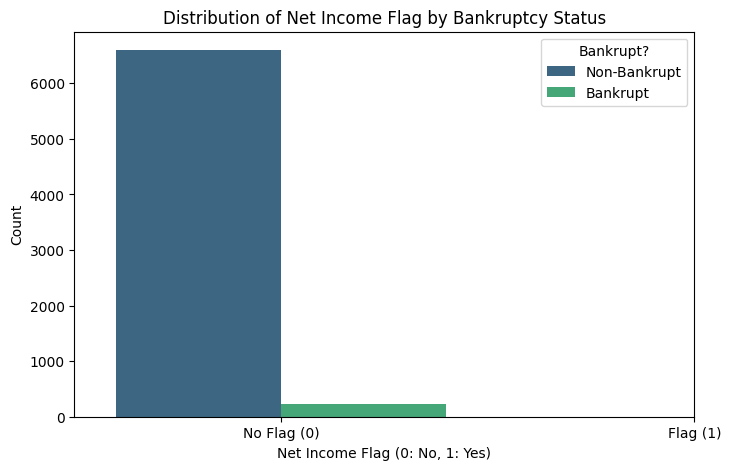 Distribution of Net Income Flag by Bankruptcy Status
Bankrupt?
Non-Bankrupt
Bankrupt
6000
5000
4000
3000
2000
1000
0
Count
No Flag (0)
Flag (1)
Net Income Flag (0: No, 1: Yes)